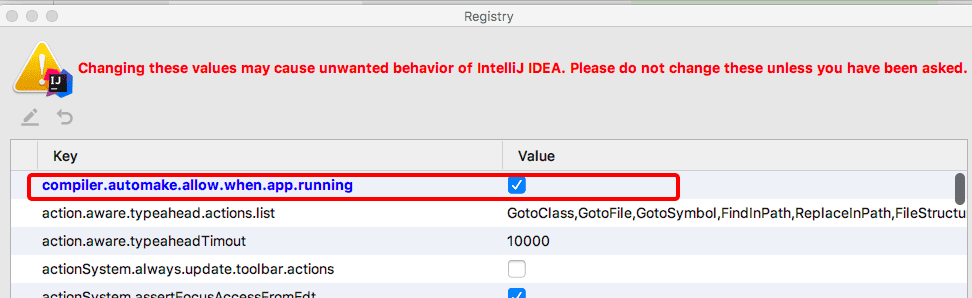 Registry
IJ
Changing these values may cause unwanted behavior of IntelliJ IDEA. Please do not change these unless you have been asked.
Key Value
compiler.automake.allow.when.app.running
action.aware.typeahead.actions.list GotoClass,GotoFile,GotoSymbol,FindInPath,ReplaceInPath,FileStructu
action.aware.typeaheadTimout 10000
actionSystem.always.update.toolbar.actions
actionSystem.assertFocusAccessFromEdt